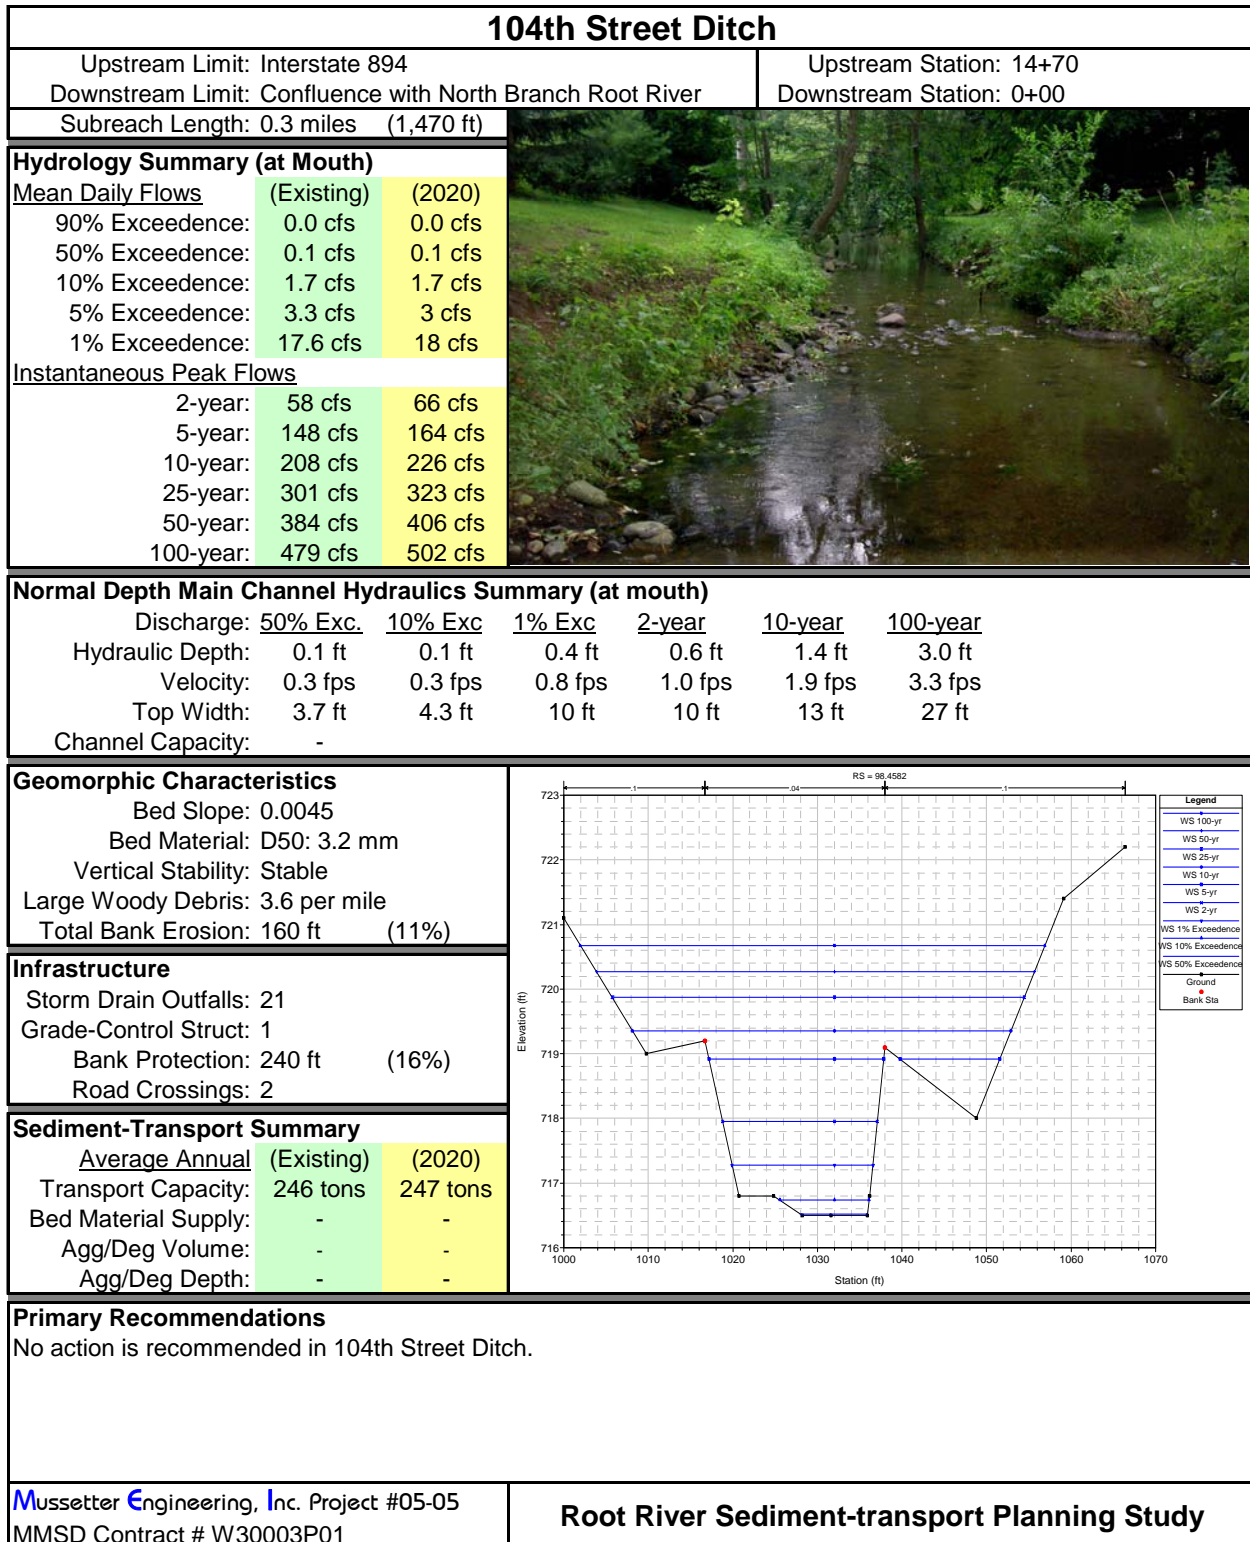 104th Street Ditch
Upstream Limit: Interstate 894
Upstream Station: 14+70
Downstream Limit: Confluence with North Branch Root River
Downstream Station: 0+00
Subreach Length: 0.3 miles (1,470 ft)
Hydrology Summary (at Mouth)
Mean Daily Flows (Existing) (2020)
90% Exceedence: 0.0 cfs 0.0 cfs
50% Exceedence: 0.1 cfs 0.1 cfs
10% Exceedence: 1.7 cfs 1.7 cfs
5% Exceedence: 3.3 cfs 3 cfs
1% Exceedence: 17.6 cfs 18 cfs
Instantaneous Peak Flows
2-year: 58 cfs 66 cfs
5-year: 148 cfs 164 cfs
10-year: 208 cfs 226 cfs
25-year: 301 cfs 323 cfs
50-year: 384 cfs 406 cfs
100-year: 479 cfs 502 cfs
Normal Depth Main Channel Hydraulics Summary (at mouth)
Discharge: 50% Exc. 10% Exc 1% Exc 2-year 10-year 100-year
Hydraulic Depth: 0.1 ft 0.1 ft 0.4 ft 0.6 ft 1.4 ft 3.0 ft
Velocity: 0.3 fps 0.3 fps 0.8 fps 1.0 fps 1.9 fps 3.3 fps
Top Width: 3.7 ft 4.3 ft 10 ft 10 ft 13 ft 27 ft
Channel Capacity: -
Geomorphic Characteristics
Bed Slope: 0.0045
Bed Material: D50: 3.2 mm
Vertical Stability: Stable
Large Woody Debris: 3.6 per mile
Total Bank Erosion: 160 ft (11%)
Infrastructure
Storm Drain Outfalls: 21
Grade-Control Struct: 1
Bank Protection: 240 ft (16%)
Road Crossings: 2
Sediment-Transport Summary
Average Annual (Existing) (2020)
Transport Capacity: 246 tons 247 tons
Bed Material Supply: - -
Agg/Deg Volume: - -
Agg/Deg Depth: - -
RS = 98.4582
.1 .04 .1
723
722
721
720
719
718
717
716
Elevation (ft)
1000 1010 1020 1030 1040 1050 1060 1070
Station (ft)
Legend
WS 100-yr
WS 50-yr
WS 25-yr
WS 10-yr
WS 5-yr
WS 2-yr
WS 1% Exceedence
WS 10% Exceedence
WS 50% Exceedence
Ground
Bank Sta
Primary Recommendations
No action is recommended in 104th Street Ditch.
Mussetter Engineering, Inc. Project #05-05
MMSD Contract # W30003P01
Root River Sediment-transport Planning Study